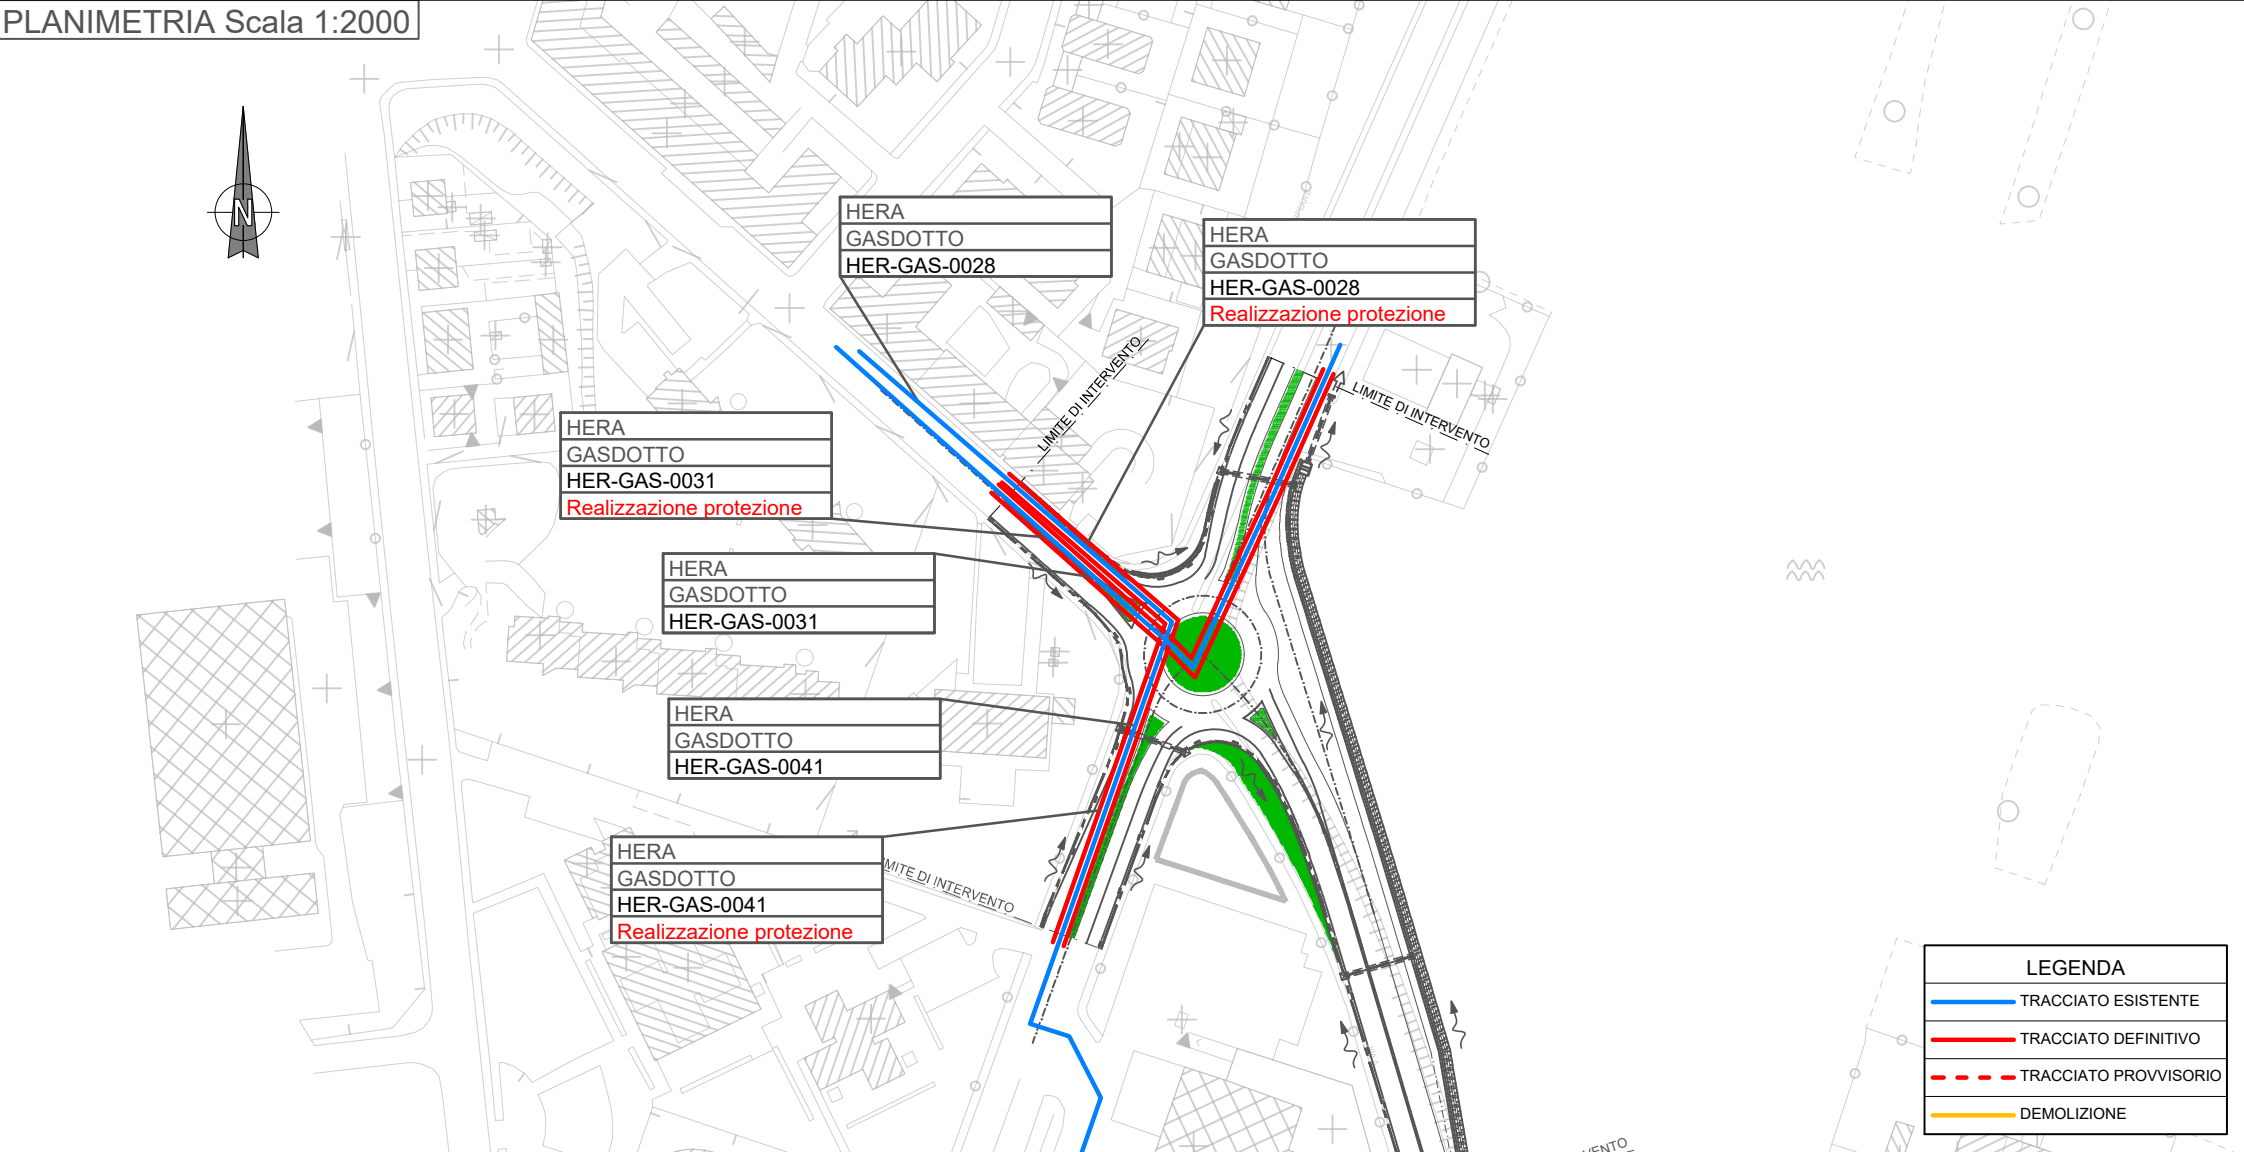 PLANIMETRIA Scala 1:2000
N
HERA
GASDOTTO
HER-GAS-0028
HERA
GASDOTTO
HER-GAS-0028
Realizzazione protezione
LIMITE DI INTERVENTO
LIMITE DI INTERVENTO
HERA
GASDOTTO
HER-GAS-0031
Realizzazione protezione
HERA
GASDOTTO
HER-GAS-0031
HERA
GASDOTTO
HER-GAS-0041
HERA
GASDOTTO
HER-GAS-0041
Realizzazione protezione
MITE DI INTERVENTO
LEGENDA
TRACCIATO ESISTENTE
TRACCIATO DEFINITIVO
TRACCIATO PROVVISORIO
DEMOLIZIONE
VENTO